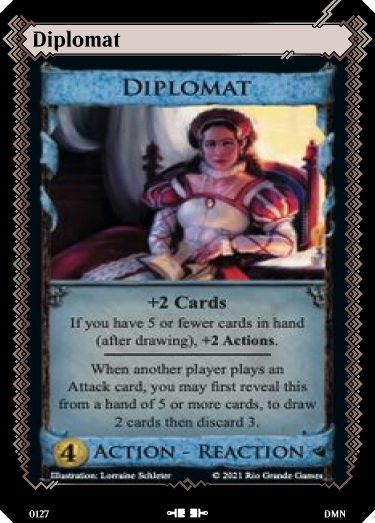 Diplomat
DIPLOMAT
+2 Cards
If you have 5 or fewer cards in hand
(after drawing), +2 Actions.
When another player plays an
Attack card, you may first reveal this
from a hand of 5 or more cards, to draw
2 cards then discard 3.
4 ACTION - REACTION
Illustration: Lorraine Schleter © 2021 Rio Grande Games
0127 DMN